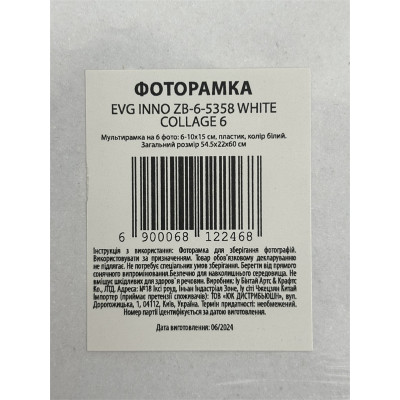 ФОТОРАМКА
EVG INNO ZB-6-5358 WHITE
COLLAGE 6
Мультирамка на 6 фото: 6-10х15 см, пластик, колір білий.
Загальний розмір 54.5х22х60 см
6 900068 122468
Інструкція з використання: Фоторамка для зберігання фотографій.
Використовувати за призначенням. Товар обов'язковому декларуванню
не підлягає. Не потребує спеціальних умов зберігання. Берегти від прямого
сонячного випромінювання.Безпечно для навколишнього середовища. Не
вміщує шкідливих для здоров`я речовин. Виробник: Іу Бінтай Артс & Крафтс
Ко., ЛТД. Адреса: №18 Іксі роуд, Іньан Індастріал Зоне, Іу сіті Чжецзян Китай
Імпортер (приймає претензії споживачів): ТОВ «ЮК ДИСТРИБЬЮШН», вул.
Дорогожицька, 1, 04112, Київ, Україна. Термін придатності: необмежений.
Номер партії ідентифікується за датою виготовлення.
Дата виготовлення: 06/2024